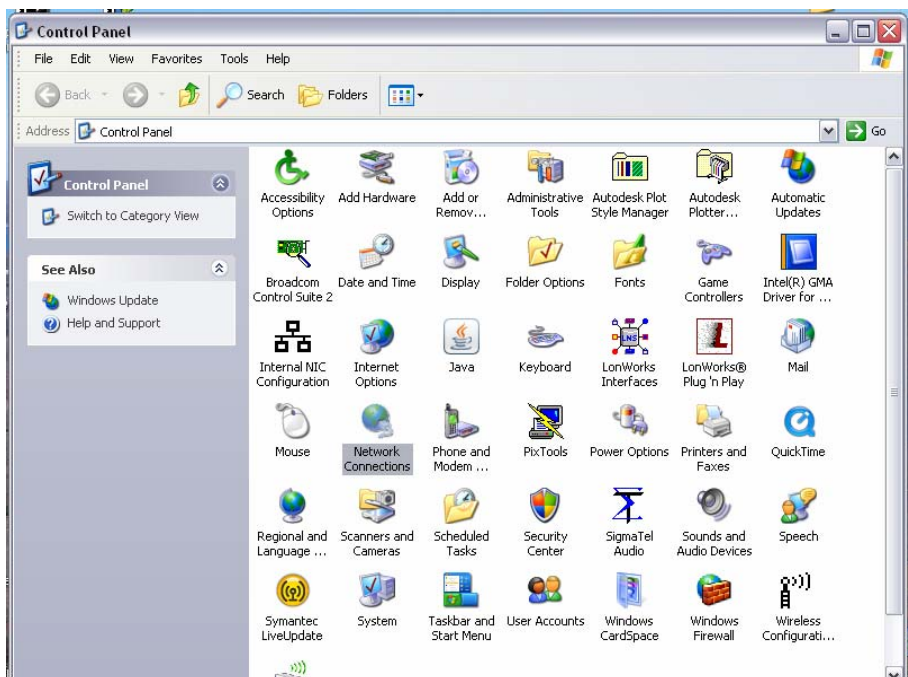 Control Panel
File Edit View Favorites Tools Help
Back Search Folders
Address Control Panel Go
Control Panel
Switch to Category View
See Also
Windows Update
Help and Support
Accessibility Options
Add Hardware
Add or Remov...
Administrative Tools
Autodesk Plot Style Manager
Autodesk Plotter...
Automatic Updates
Broadcom Control Suite 2
Date and Time
Display
Folder Options
Fonts
Game Controllers
Intel(R) GMA Driver for ...
Internal NIC Configuration
Internet Options
Java
Keyboard
LNS
LonWorks Interfaces
LonWorks® Plug 'n Play
Mail
Mouse
Network Connections
Phone and Modem ...
PixTools
Power Options
Printers and Faxes
QuickTime
Regional and Language ...
Scanners and Cameras
Scheduled Tasks
Security Center
SigmaTel Audio
Sounds and Audio Devices
Speech
Symantec LiveUpdate
System
Taskbar and Start Menu
User Accounts
Windows CardSpace
Windows Firewall
Wireless Configurati...